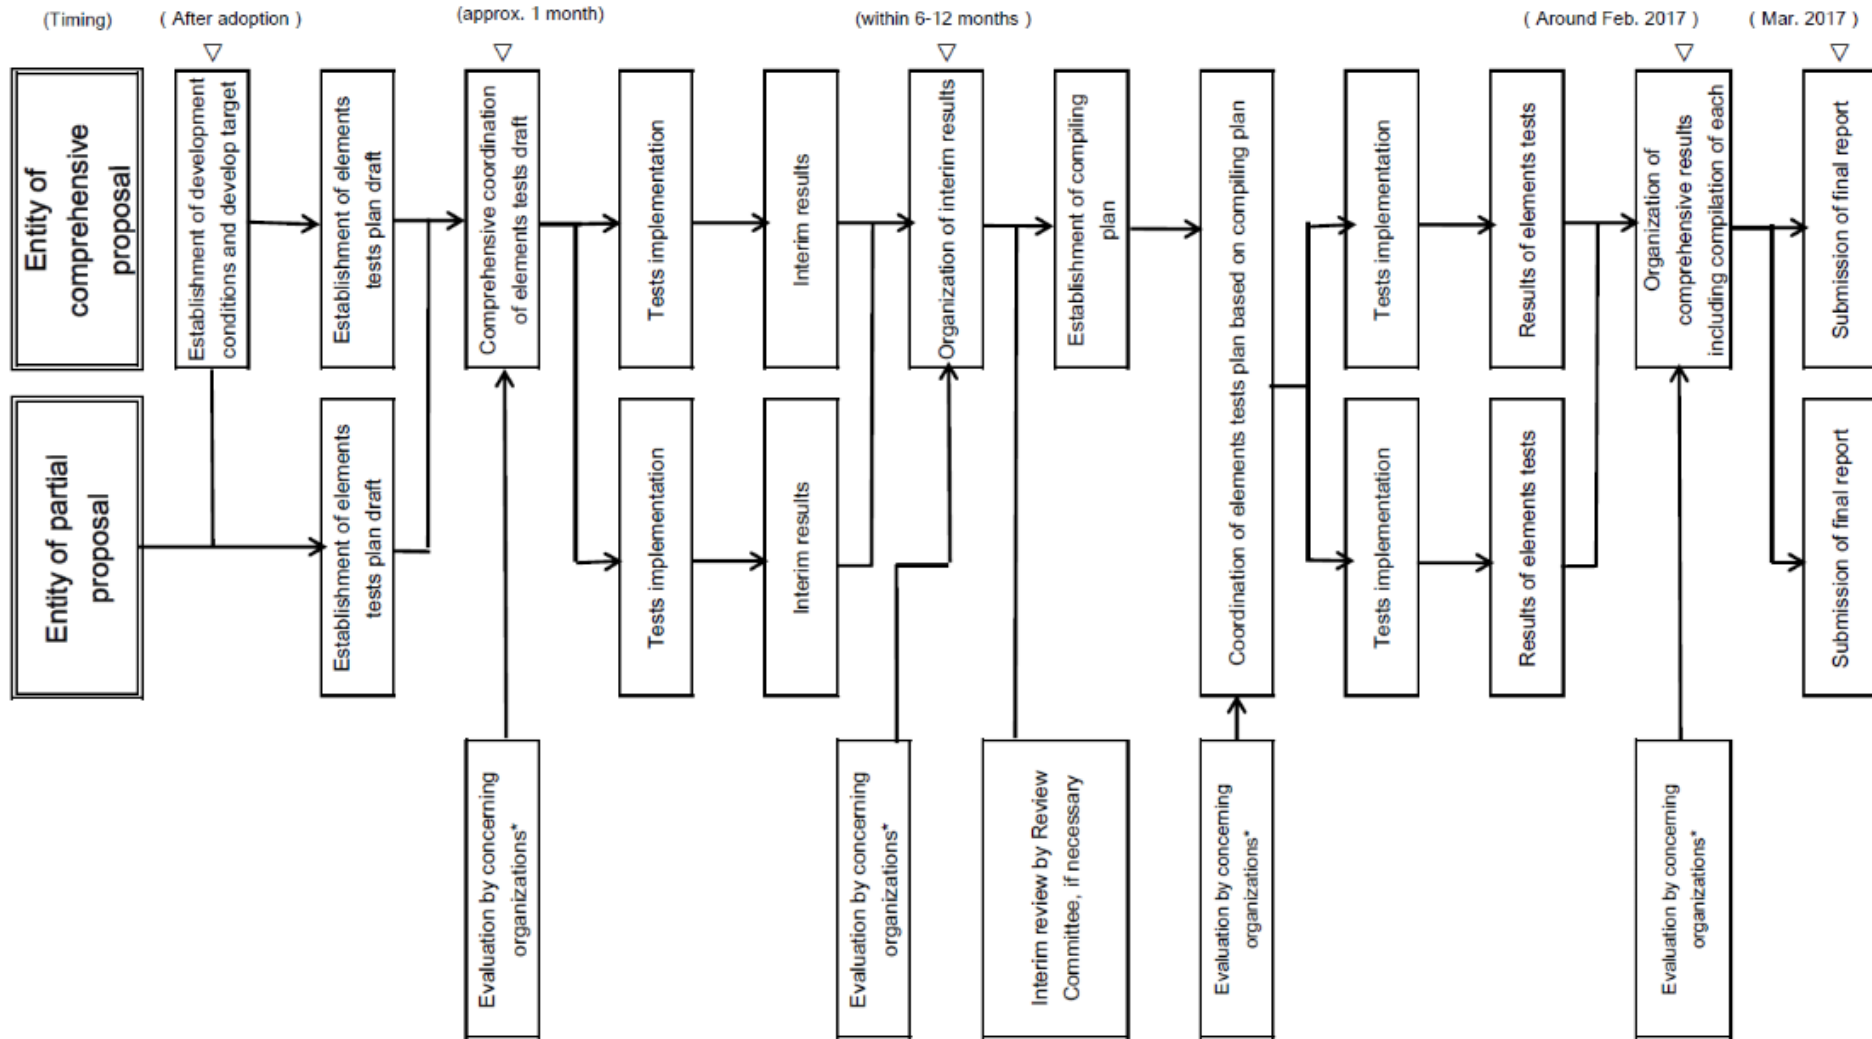 (Timing)
( After adoption )
(approx. 1 month)
(within 6-12 months )
( Around Feb. 2017 )
( Mar. 2017 )
Entity of
comprehensive
proposal
Establishment of development
conditions and develop target
Establishment of elements
tests plan draft
Comprehensive coordination
of elements tests draft
Tests implementation
Interim results
Organization of interim results
Establishment of compiling
plan
Coordination of elements tests plan based on compiling plan
Tests implementation
Results of elements tests
Organization of
comprehensive results
including compilation of each
Submission of final report
Entity of partial
proposal
Establishment of elements
tests plan draft
Tests implementation
Interim results
Tests implementation
Results of elements tests
Submission of final report
Evaluation by concerning
organizations*
Evaluation by concerning
organizations*
Interim review by Review
Committee, if necessary
Evaluation by concerning
organizations*
Evaluation by concerning
organizations*